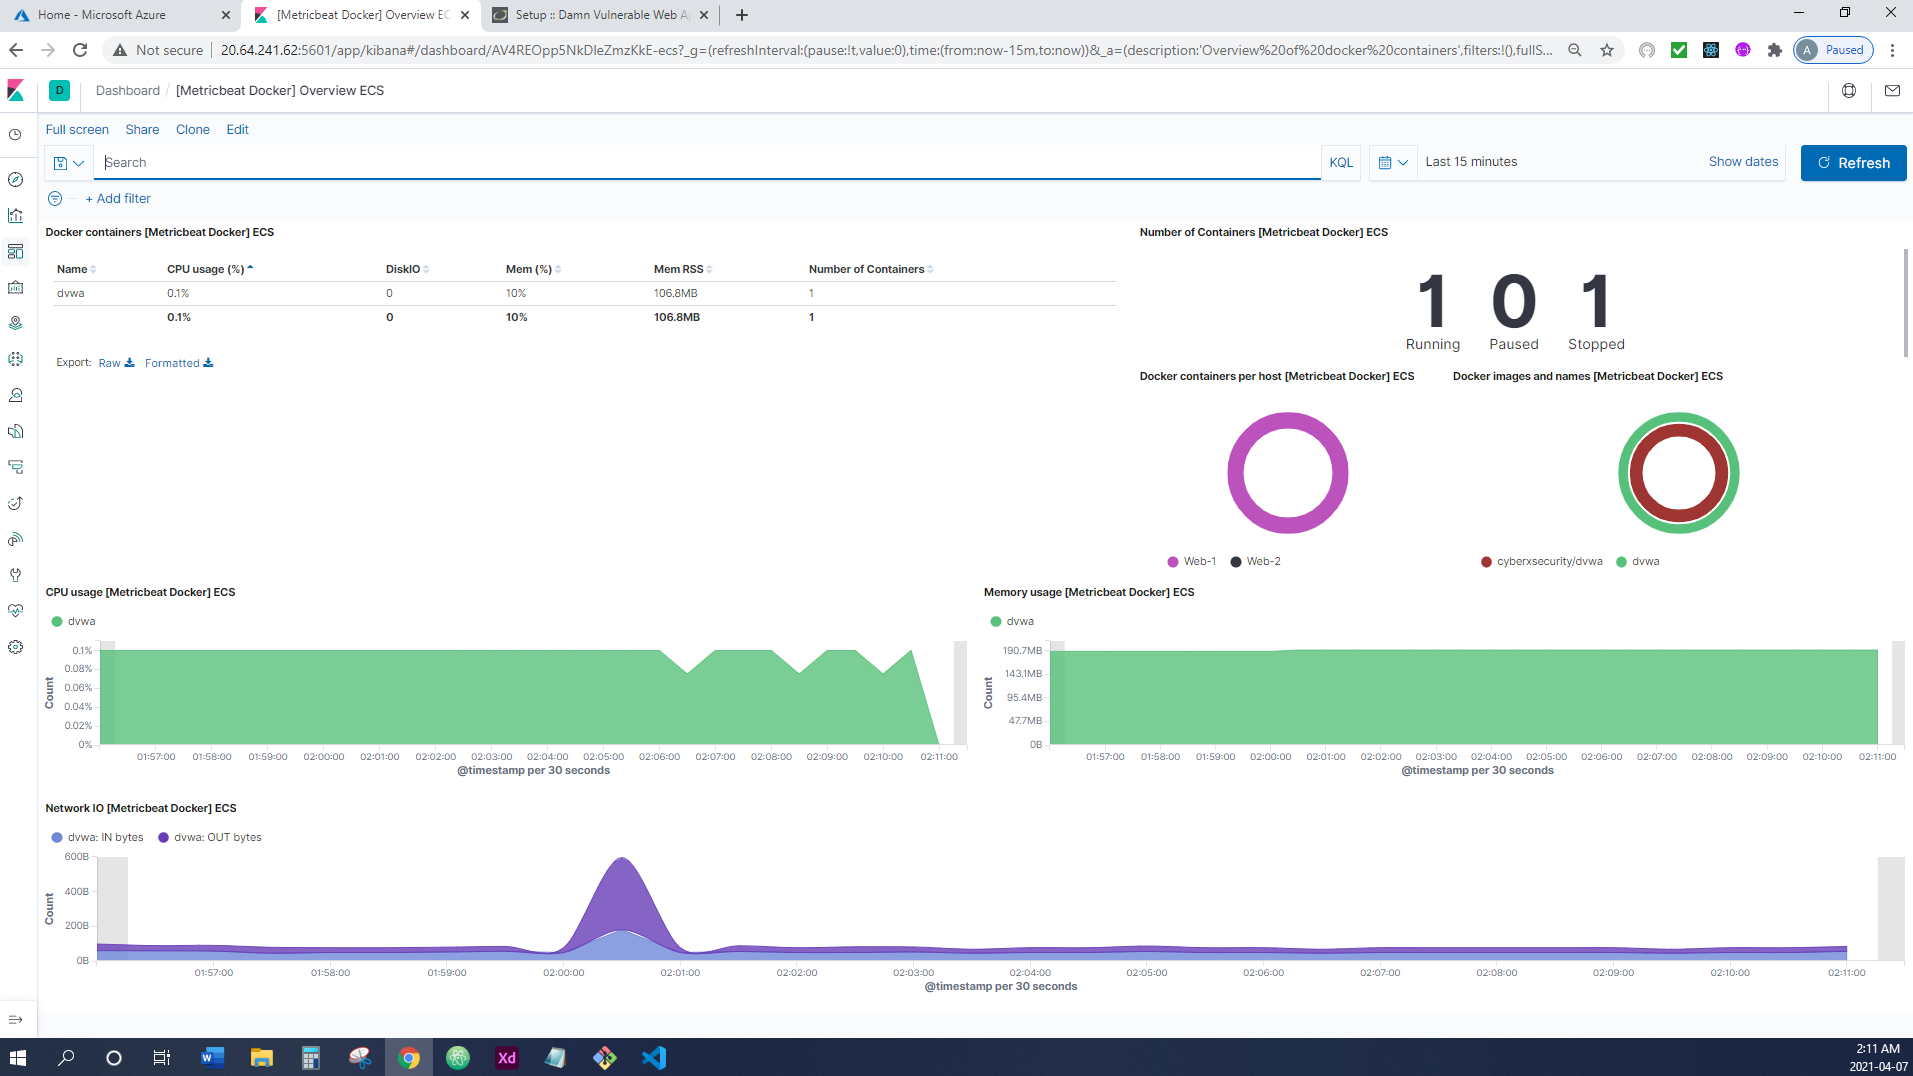 Home - Microsoft Azure
[Metricbeat Docker] Overview EC
Setup :: Damn Vulnerable Web A
Not secure
20.64.241.62:5601/app/kibana#/dashboard/AV4REOpp5NkDleZmzKkE-ecs?_g=(refreshInterval:(pause:!t,value:0),time:(from:now-15m,to:now))&_a=(description:'Overview%20of%20docker%20containers',filters:!(),fullS...
A Paused
D
Dashboard / [Metricbeat Docker] Overview ECS
Full screen Share Clone Edit
Search
KQL
Last 15 minutes
Show dates
Refresh
+ Add filter
Docker containers [Metricbeat Docker] ECS
Name CPU usage (%) DiskIO Mem (%) Mem RSS Number of Containers
dvwa 0.1% 0 10% 106.8MB 1
0.1% 0 10% 106.8MB 1
Export: Raw Formatted
Number of Containers [Metricbeat Docker] ECS
1 0 1
Running Paused Stopped
Docker containers per host [Metricbeat Docker] ECS
Web-1 Web-2
Docker images and names [Metricbeat Docker] ECS
cyberxsecurity/dvwa dvwa
CPU usage [Metricbeat Docker] ECS
dvwa
Count
0.1%
0.08%
0.06%
0.04%
0.02%
0%
01:57:00 01:58:00 01:59:00 02:00:00 02:01:00 02:02:00 02:03:00 02:04:00 02:05:00 02:06:00 02:07:00 02:08:00 02:09:00 02:10:00 02:11:00
@timestamp per 30 seconds
Memory usage [Metricbeat Docker] ECS
dvwa
Count
190.7MB
143.1MB
95.4MB
47.7MB
0B
01:57:00 01:58:00 01:59:00 02:00:00 02:01:00 02:02:00 02:03:00 02:04:00 02:05:00 02:06:00 02:07:00 02:08:00 02:09:00 02:10:00 02:11:00
@timestamp per 30 seconds
Network IO [Metricbeat Docker] ECS
dvwa: IN bytes dvwa: OUT bytes
Count
600B
400B
200B
0B
01:57:00 01:58:00 01:59:00 02:00:00 02:01:00 02:02:00 02:03:00 02:04:00 02:05:00 02:06:00 02:07:00 02:08:00 02:09:00 02:10:00 02:11:00
@timestamp per 30 seconds
Xd
2:11 AM
2021-04-07